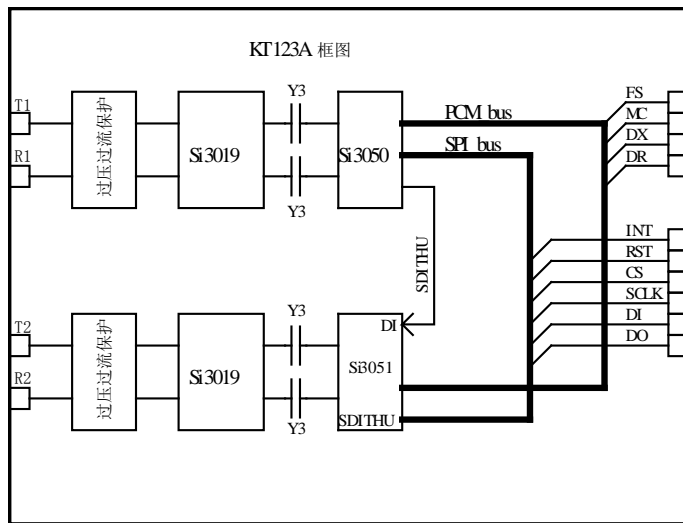 KT123A 框图
T1
R1
过压过流保护
Si3019
Y3
Y3
Si3050
PCM bus
SPI bus
FS
MC
DX
DR
SDITHU
INT
RST
CS
SCLK
DI
DO
T2
R2
过压过流保护
Si3019
Y3
Y3
DI
Si3051
SDITHU